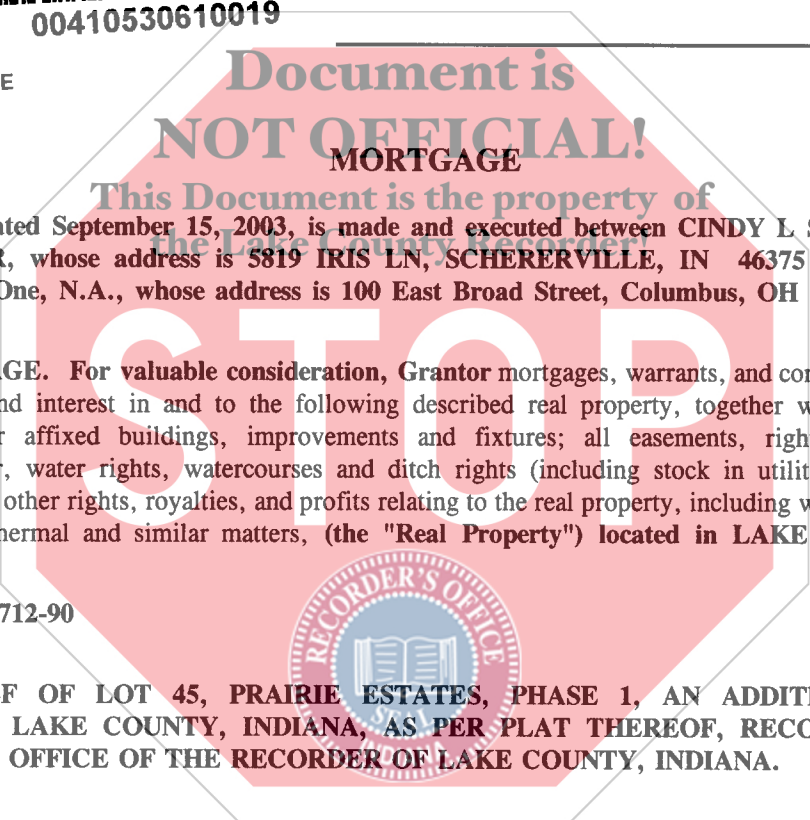 00410530610019
E
Document is
NOT OFFICIAL!
MORTGAGE
This Document is the property of
the Lake County Recorder!
ated September 15, 2003, is made and executed between CINDY L S
R, whose address is 5819 IRIS LN, SCHERERVILLE, IN 46375
One, N.A., whose address is 100 East Broad Street, Columbus, OH
STOP
AGE. For valuable consideration, Grantor mortgages, warrants, and con
nd interest in and to the following described real property, together w
r affixed buildings, improvements and fixtures; all easements, righ
, water rights, watercourses and ditch rights (including stock in utilit
other rights, royalties, and profits relating to the real property, including w
hermal and similar matters, (the "Real Property") located in LAKE
RECORDER'S OFFICE
712-90
F OF LOT 45, PRAIRIE ESTATES, PHASE 1, AN ADDITI
LAKE COUNTY, INDIANA, AS PER PLAT THEREOF, RECO
SEAL
OFFICE OF THE RECORDER OF LAKE COUNTY, INDIANA.
INDIANA